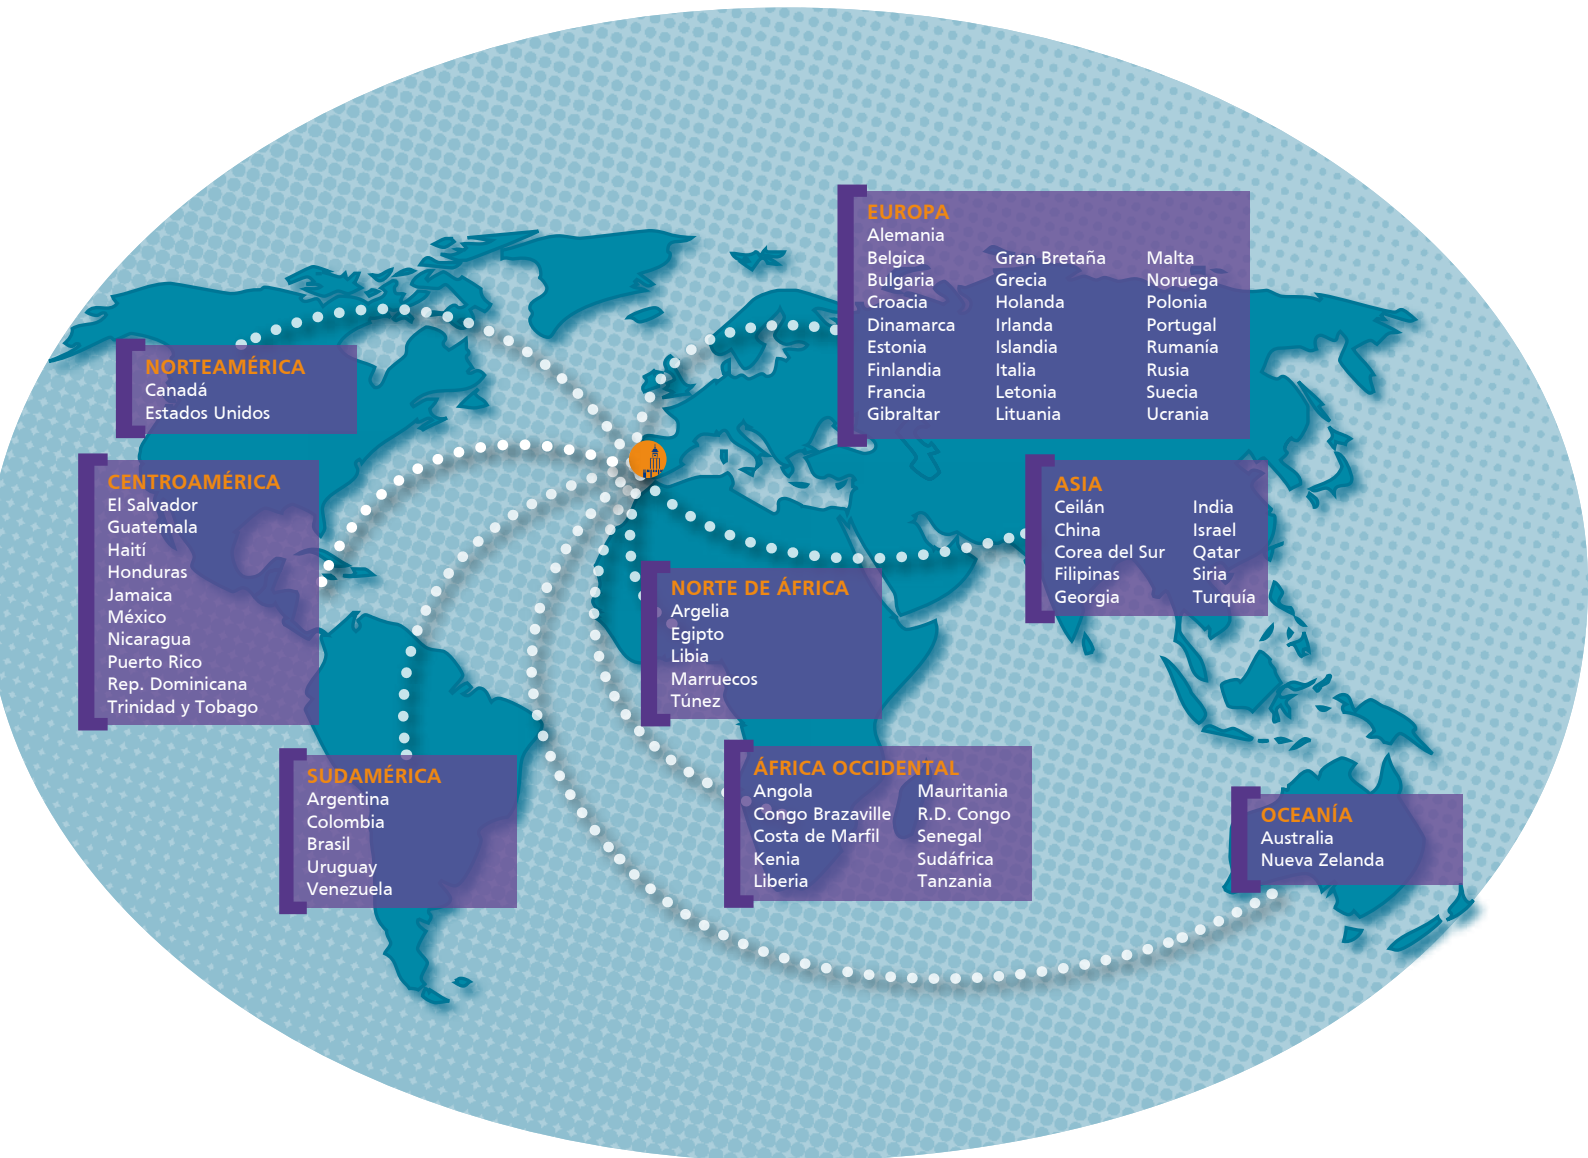 EUROPA
Alemania
Belgica
Bulgaria
Croacia
Dinamarca
Estonia
Finlandia
Francia
Gibraltar
Gran Bretaña
Grecia
Holanda
Irlanda
Islandia
Italia
Letonia
Lituania
Malta
Noruega
Polonia
Portugal
Rumanía
Rusia
Suecia
Ucrania
NORTEAMÉRICA
Canadá
Estados Unidos
CENTROAMÉRICA
El Salvador
Guatemala
Haití
Honduras
Jamaica
México
Nicaragua
Puerto Rico
Rep. Dominicana
Trinidad y Tobago
ASIA
Ceilán
China
Corea del Sur
Filipinas
Georgia
India
Israel
Qatar
Siria
Turquía
NORTE DE ÁFRICA
Argelia
Egipto
Libia
Marruecos
Túnez
SUDAMÉRICA
Argentina
Colombia
Brasil
Uruguay
Venezuela
ÁFRICA OCCIDENTAL
Angola
Congo Brazaville
Costa de Marfil
Kenia
Liberia
Mauritania
R.D. Congo
Senegal
Sudáfrica
Tanzania
OCEANÍA
Australia
Nueva Zelanda